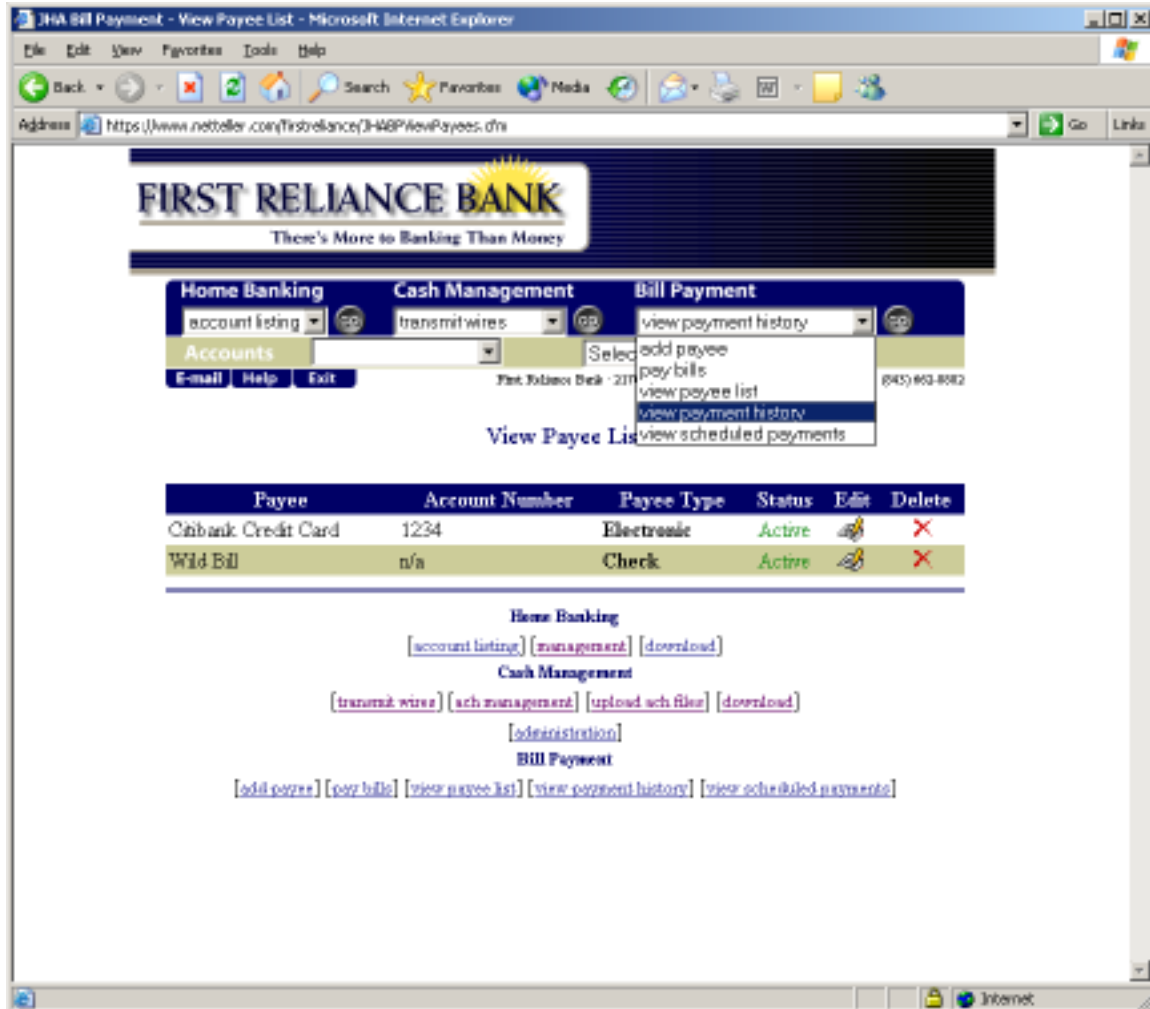 JHA Bill Payment - View Payee List - Microsoft Internet Explorer
File Edit View Favorites Tools Help
Back Search Favorites Media
Address https://www.netteller.com/firstreliance/JHABPViewPayees.cfm Go Links
FIRST RELIANCE BANK
There's More to Banking Than Money
Home Banking Cash Management Bill Payment
account listing transmit wires view payment history
Accounts Selec
add payee
pay bills
view payee list
view payment history
view scheduled payments
E-mail Help Exit First Reliance Bank
View Payee Lis
Payee Account Number Payee Type Status Edit Delete
Citibank Credit Card 1234 Electronic Active
Wild Bill n/a Check Active
Home Banking
[account listing] [management] [download]
Cash Management
[transmit wires] [ach management] [upload ach files] [download]
[administration]
Bill Payment
[add payee] [pay bills] [view payee list] [view payment history] [view scheduled payments]
Internet